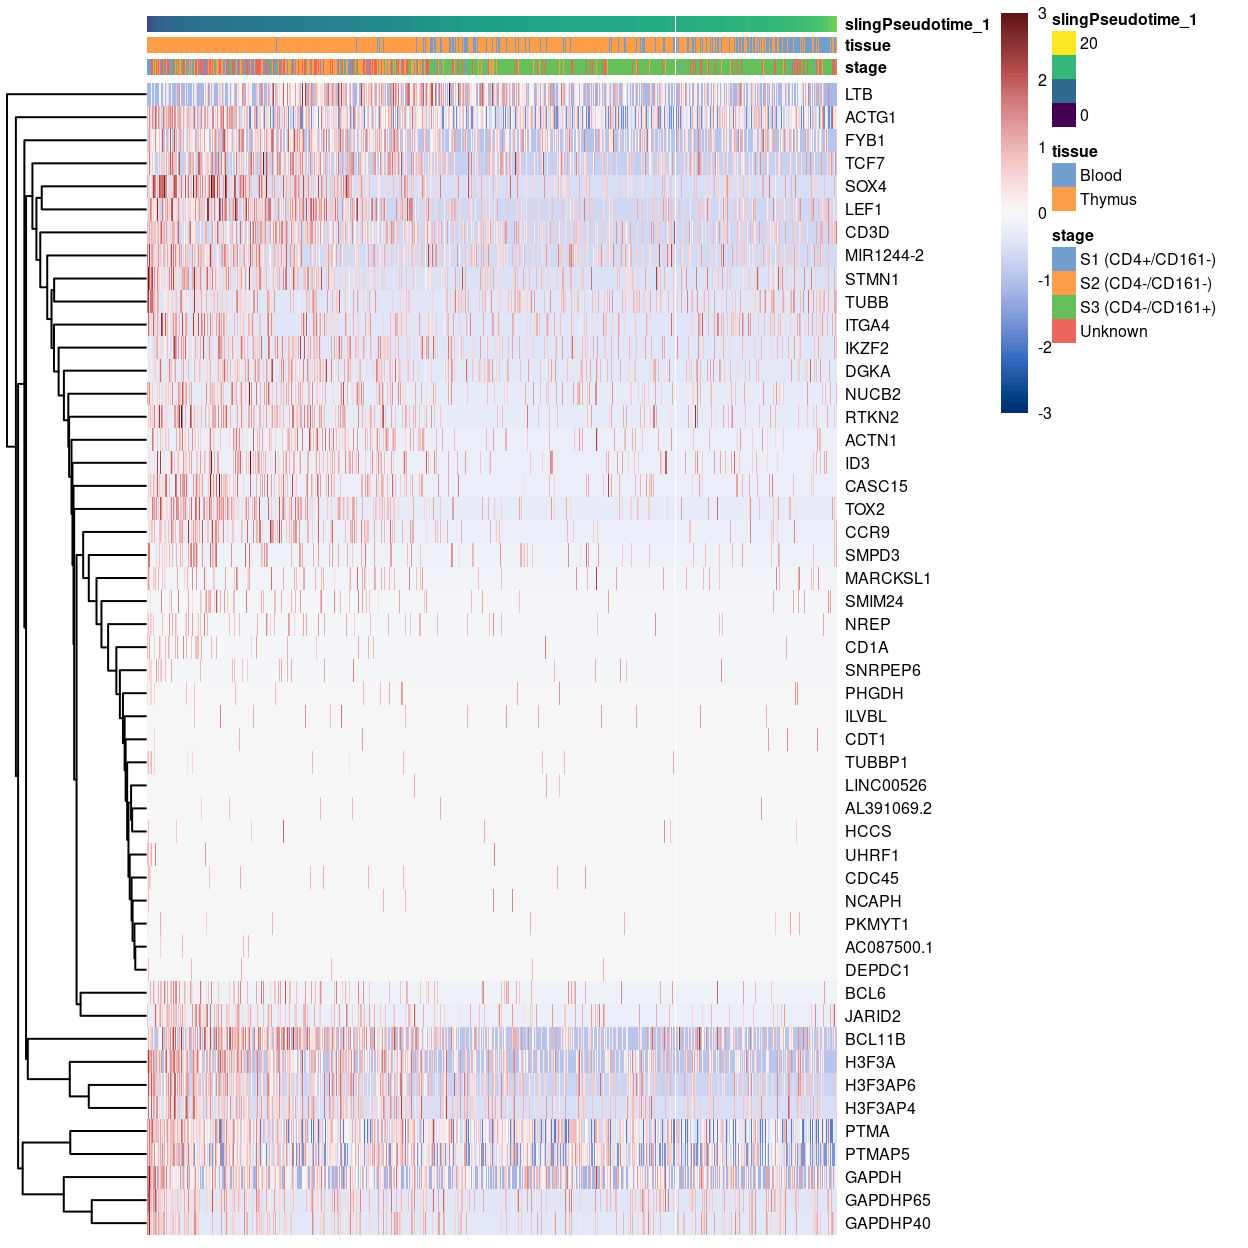 slingPseudotime_1
tissue
stage
LTB
ACTG1
FYB1
TCF7
SOX4
LEF1
CD3D
MIR1244-2
STMN1
TUBB
ITGA4
IKZF2
DGKA
NUCB2
RTKN2
ACTN1
ID3
CASC15
TOX2
CCR9
SMPD3
MARCKSL1
SMIM24
NREP
CD1A
SNRPEP6
PHGDH
ILVBL
CDT1
TUBBP1
LINC00526
AL391069.2
HCCS
UHRF1
CDC45
NCAPH
PKMYT1
AC087500.1
DEPDC1
BCL6
JARID2
BCL11B
H3F3A
H3F3AP6
H3F3AP4
PTMA
PTMAP5
GAPDH
GAPDHP65
GAPDHP40
3
2
1
0
-1
-2
-3
slingPseudotime_1
20
0
tissue
Blood
Thymus
stage
S1 (CD4+/CD161-)
S2 (CD4-/CD161-)
S3 (CD4-/CD161+)
Unknown